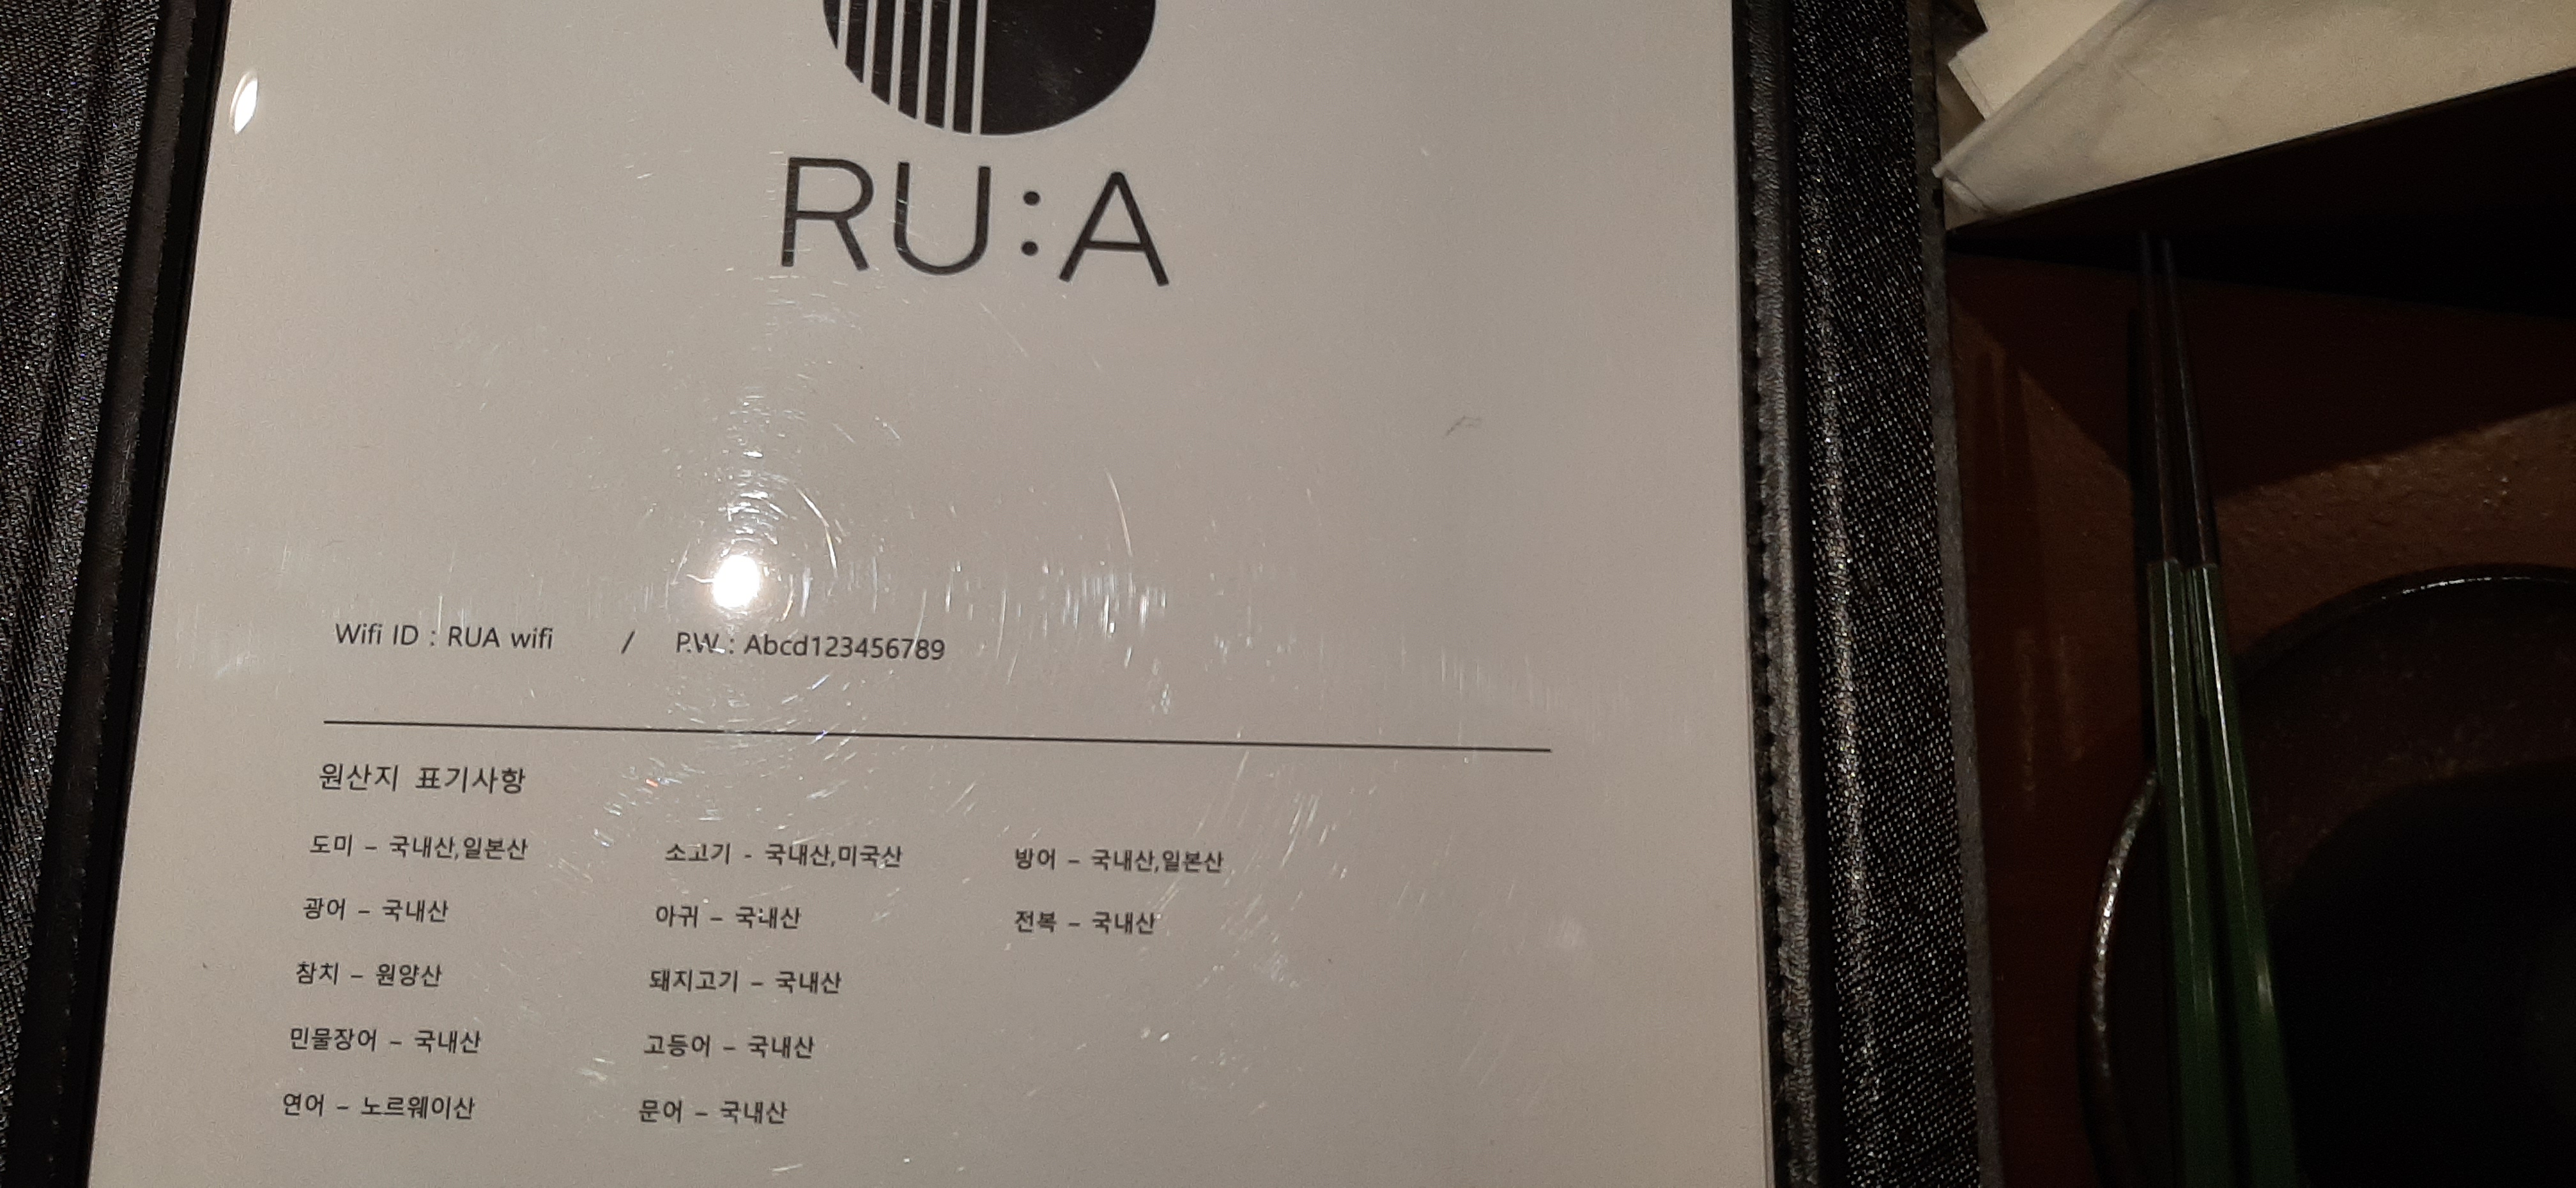 RU:A
Wifi ID : RUA wifi / P.W. : Abcd123456789
원산지 표기사항
도미 – 국내산,일본산 소고기 - 국내산,미국산 방어 – 국내산,일본산
광어 – 국내산 아귀 – 국내산 전복 – 국내산
참치 – 원양산 돼지고기 – 국내산
민물장어 – 국내산 고등어 – 국내산
연어 – 노르웨이산 문어 – 국내산